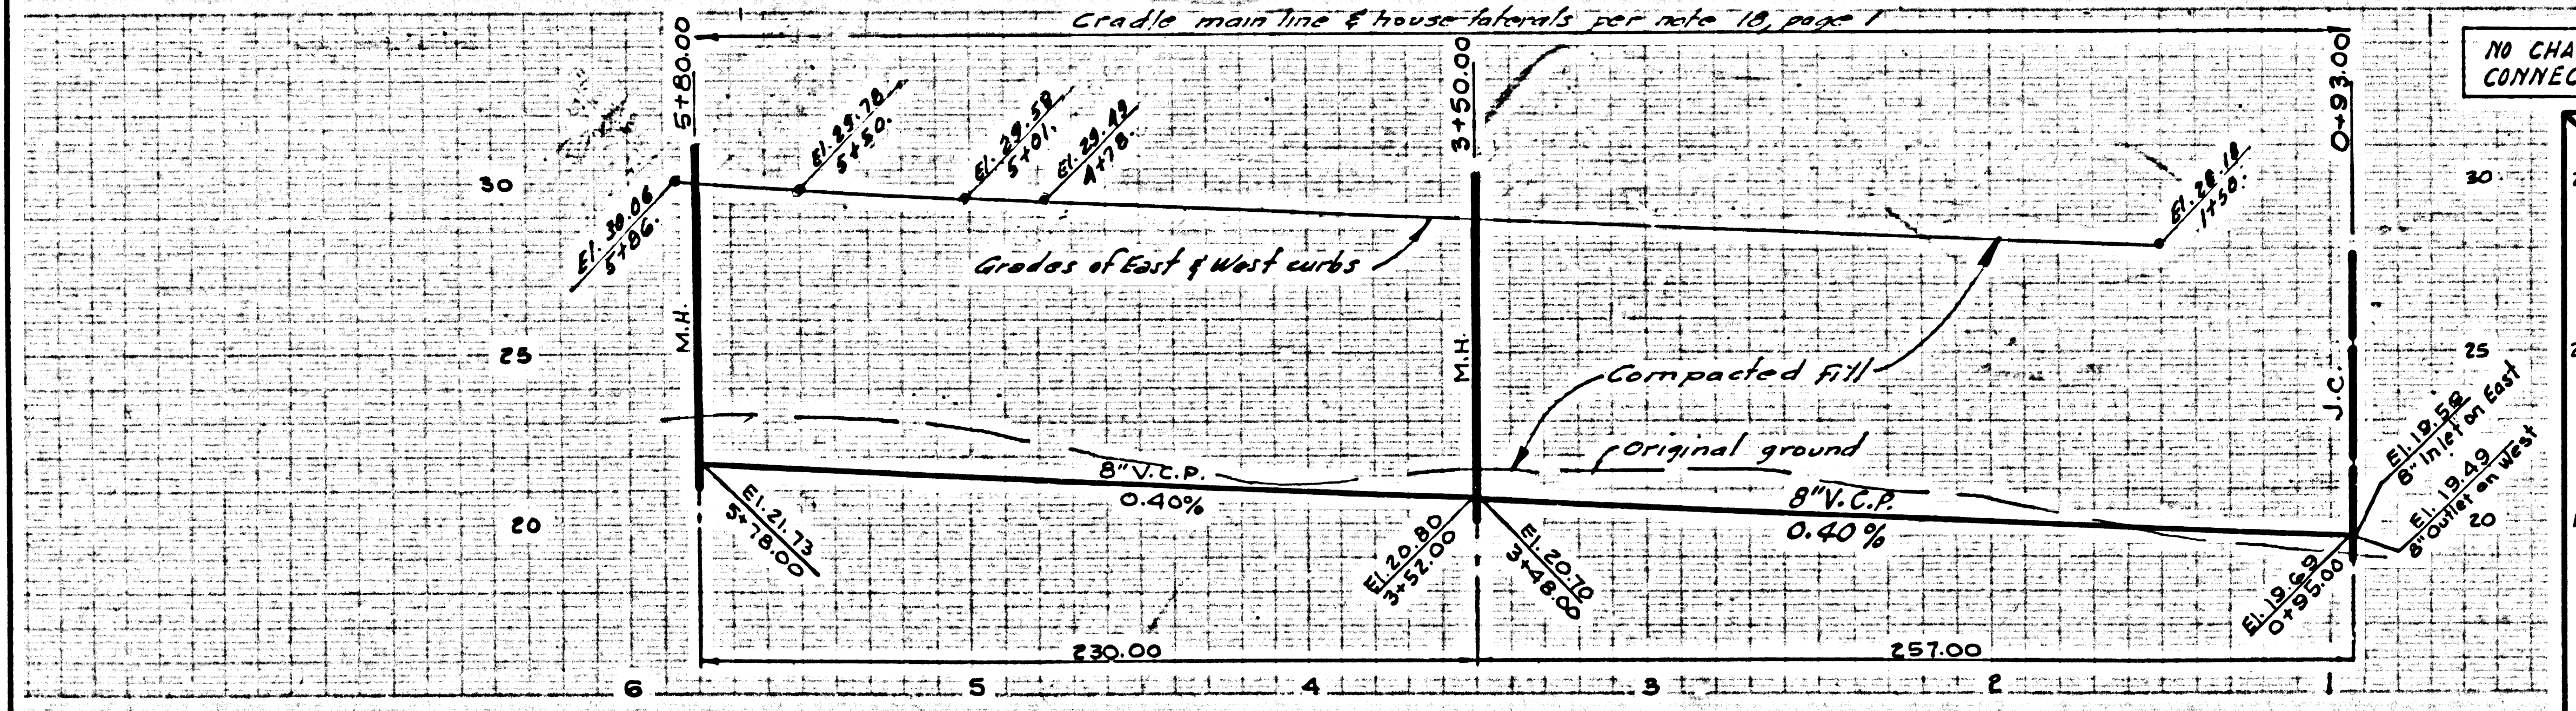 Cradle main line & house laterals per note 18, page 1
5+80.00
3+50.00
0+93.00
NO CHA
CONNEC
El. 30.06
5+86.
El. 29.78
5+50.
El. 29.58
5+01.
El. 29.49
4+78.
El. 28.18
1+50.
30
30
Grades of East & West curbs
M.H.
M.H.
J.C.
25
25
Compacted Fill
Original ground
8" V.C.P.
0.40%
8" V.C.P.
0.40%
20
20
El. 21.73
5+78.00
El. 20.80
3+52.00
El. 20.70
3+48.00
El. 19.69
0+95.00
8" Inlet on East
El. 19.49
8" Outlet on West
230.00
257.00
6
5
4
3
2
1